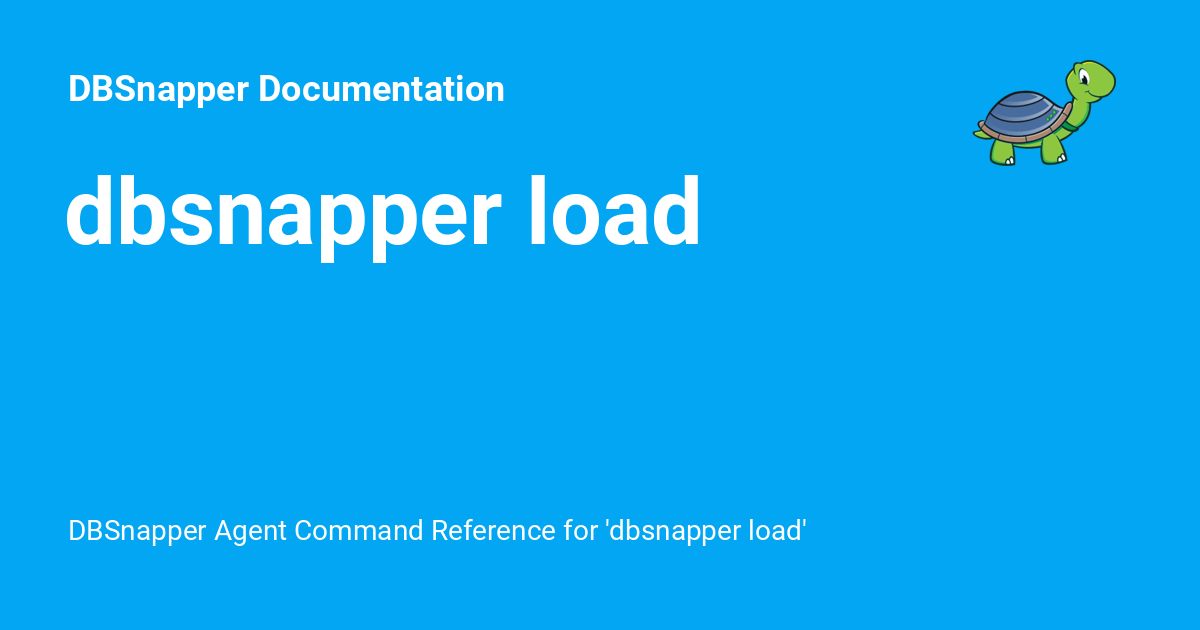 DBSnapper Documentation
dbsnapper load
DBSnapper Agent Command Reference for 'dbsnapper load'